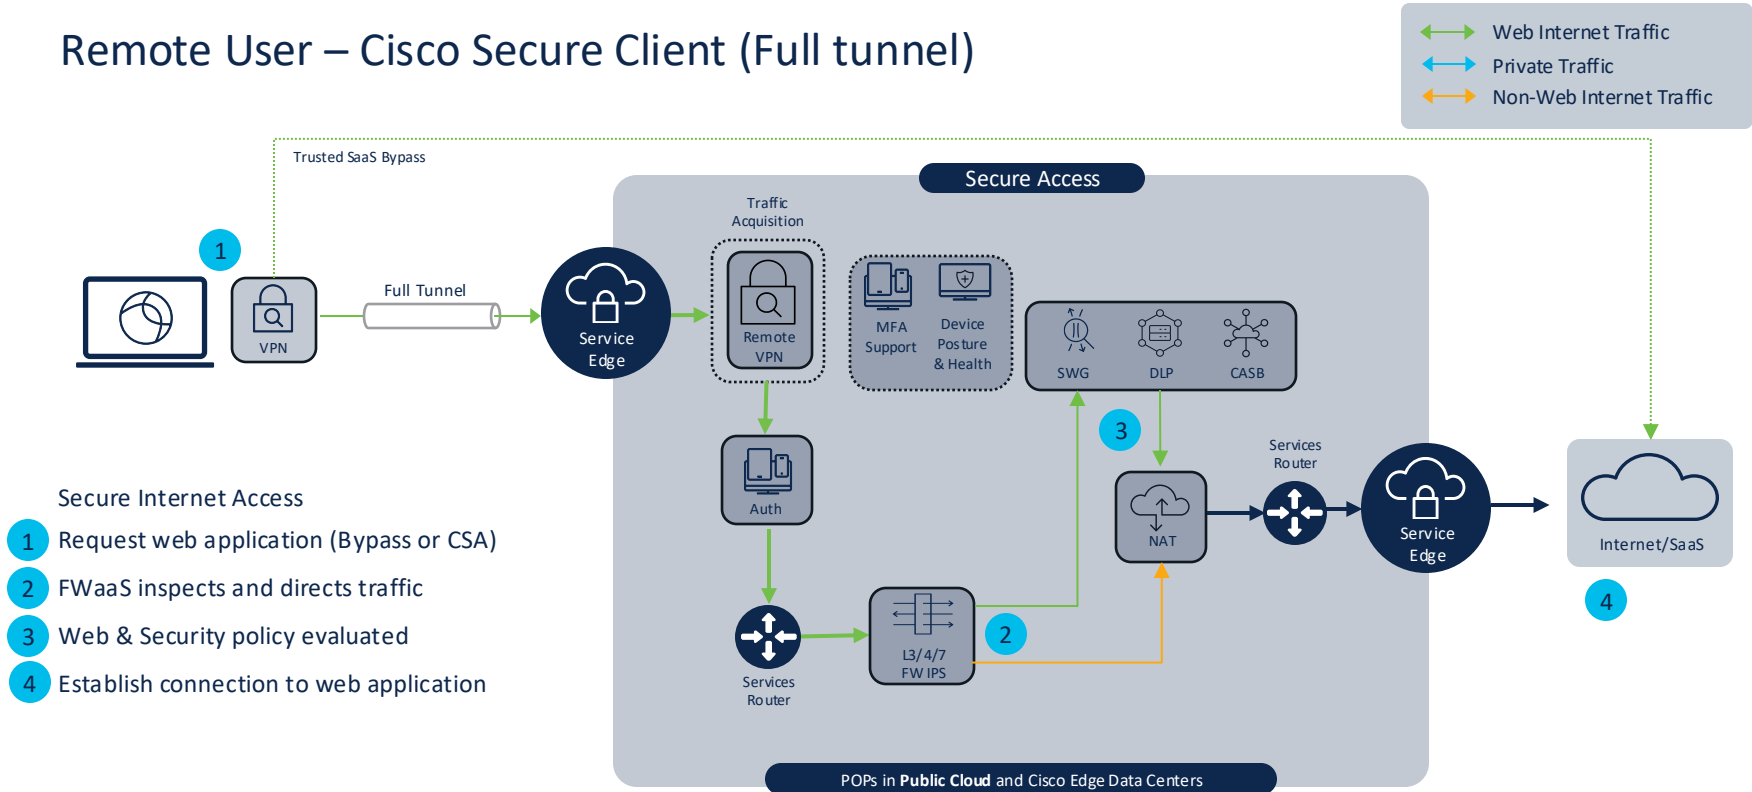 Remote User – Cisco Secure Client (Full tunnel)
Web Internet Traffic
Private Traffic
Non-Web Internet Traffic
Trusted SaaS Bypass
Secure Access
1
VPN
Full Tunnel
Service
Edge
Traffic
Acquisition
Remote
VPN
MFA
Support
Device
Posture
& Health
SWG
DLP
CASB
3
Auth
Services
Router
L3/4/7
FW IPS
2
NAT
Services
Router
Service
Edge
Internet/SaaS
4
Secure Internet Access
1 Request web application (Bypass or CSA)
2 FWaaS inspects and directs traffic
3 Web & Security policy evaluated
4 Establish connection to web application
POPs in Public Cloud and Cisco Edge Data Centers